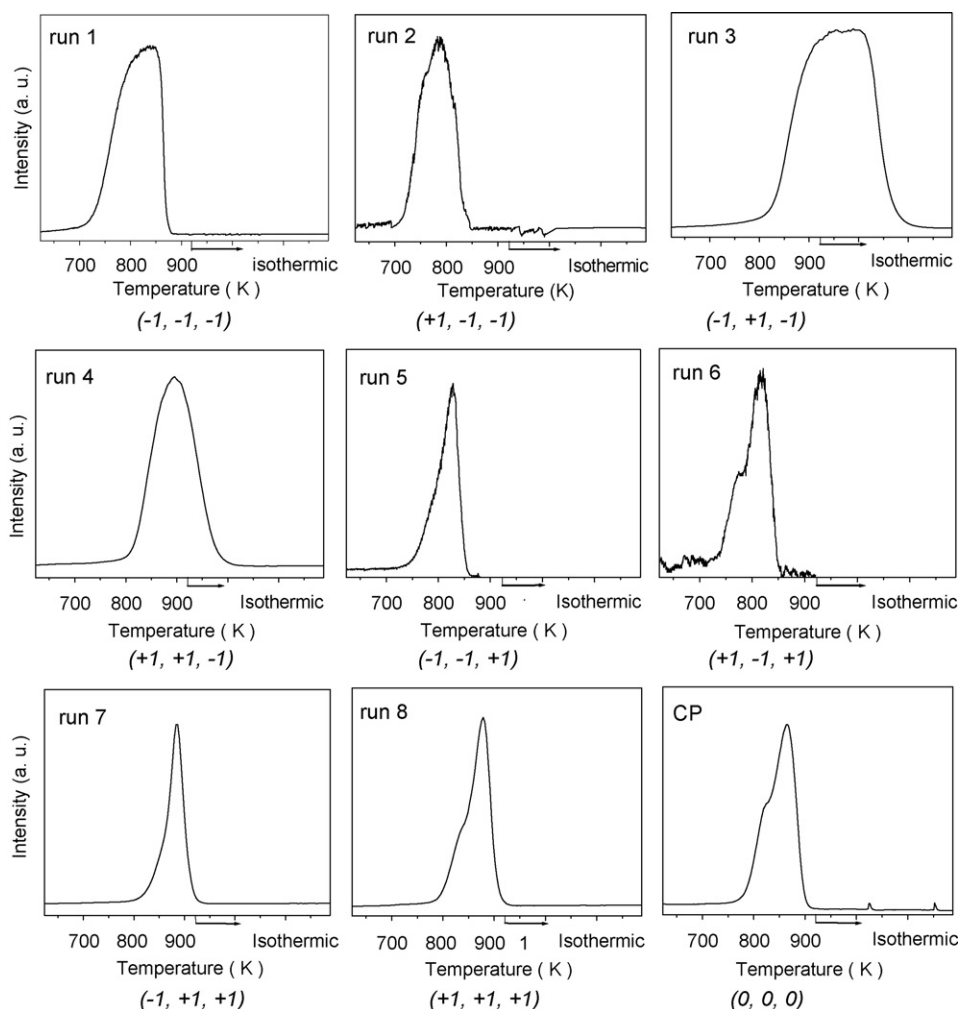 run 1
run 2
run 3
Intensity (a. u.)
700 800 900 Isothermic
700 800 900 Isothermic
700 800 900 Isothermic
Temperature ( K )
Temperature (K)
Temperature ( K )
(-1, -1, -1)
(+1, -1, -1)
(-1, +1, -1)
run 4
run 5
run 6
Intensity (a. u.)
700 800 900 Isothermic
700 800 900 Isothermic
700 800 900 Isothermic
Temperature ( K )
Temperature ( K )
Temperature ( K )
(+1, +1, -1)
(-1, -1, +1)
(+1, -1, +1)
run 7
run 8
CP
Intensity (a. u.)
700 800 900 Isothermic
700 800 900 1 Isothermic
700 800 900 Isothermic
Temperature ( K )
Temperature ( K )
Temperature ( K )
(-1, +1, +1)
(+1, +1, +1)
(0, 0, 0)